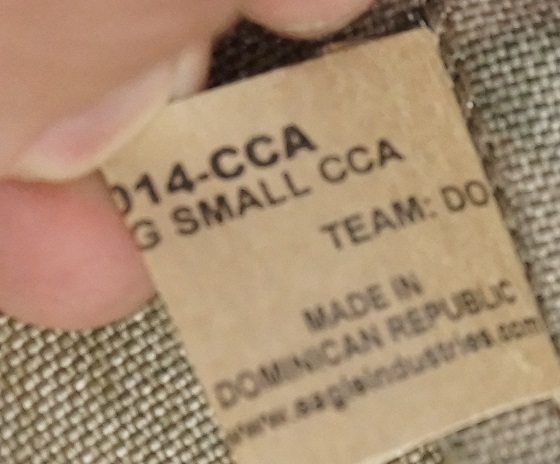 014-CCA
G SMALL CCA
TEAM: DO
MADE IN
DOMINICAN REPUBLIC
www.eagleindustries.com